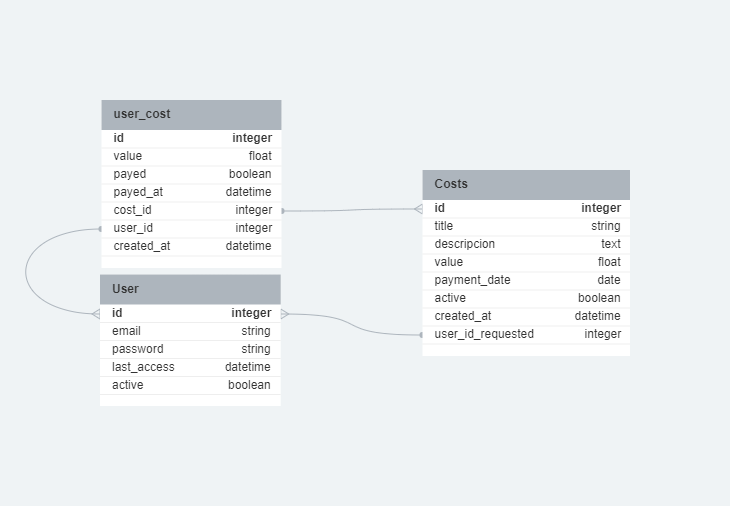 user_cost
id integer
value float
payed boolean
payed_at datetime
cost_id integer
user_id integer
created_at datetime
User
id integer
email string
password string
last_access datetime
active boolean
Costs
id integer
title string
descripcion text
value float
payment_date date
active boolean
created_at datetime
user_id_requested integer